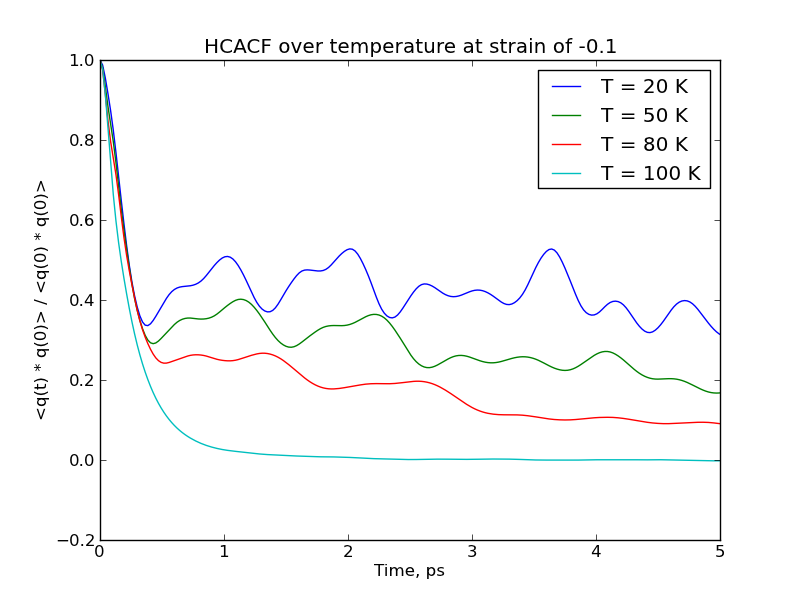 HCACF over temperature at strain of -0.1
<q(t) * q(0)> / <q(0) * q(0)>
1.0
0.8
0.6
0.4
0.2
0.0
−0.2
T = 20 K
T = 50 K
T = 80 K
T = 100 K
0 1 2 3 4 5
Time, ps